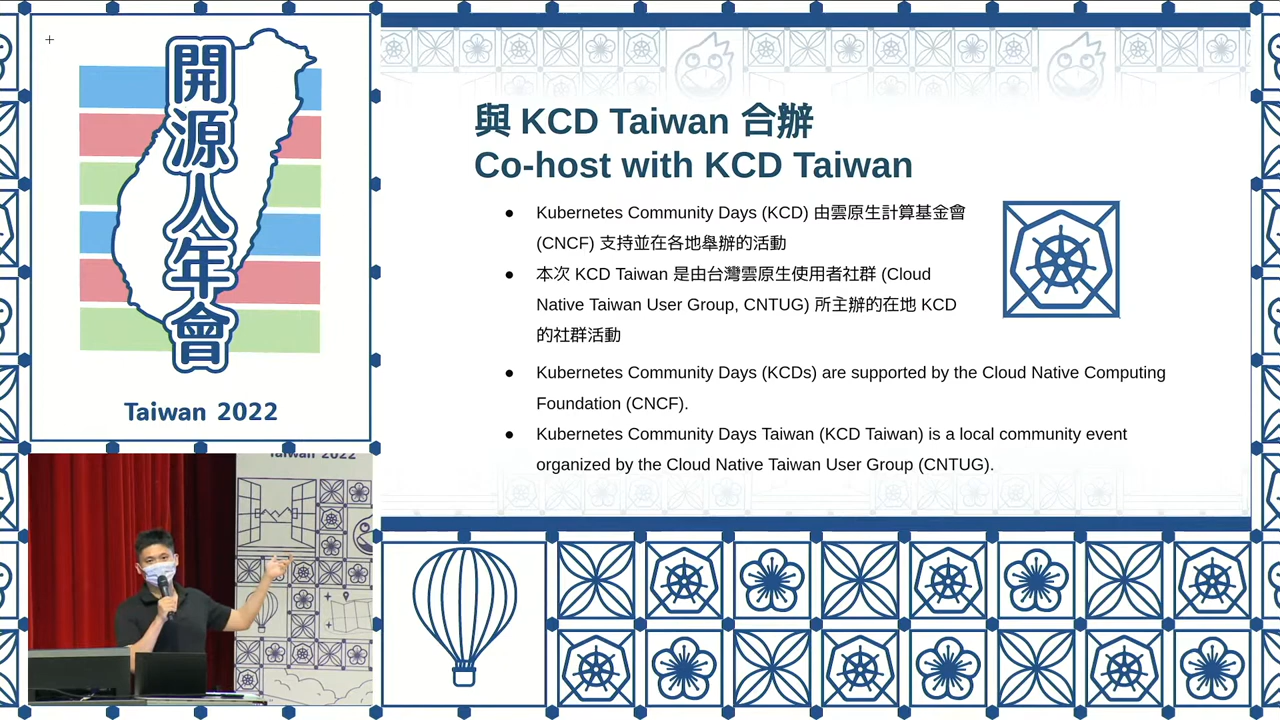 開源人年會
Taiwan 2022
與 KCD Taiwan 合辦
Co-host with KCD Taiwan
● Kubernetes Community Days (KCD) 由雲原生計算基金會
(CNCF) 支持並在各地舉辦的活動
● 本次 KCD Taiwan 是由台灣雲原生使用者社群 (Cloud
Native Taiwan User Group, CNTUG) 所主辦的在地 KCD
的社群活動
● Kubernetes Community Days (KCDs) are supported by the Cloud Native Computing
Foundation (CNCF).
● Kubernetes Community Days Taiwan (KCD Taiwan) is a local community event
organized by the Cloud Native Taiwan User Group (CNTUG).
Taiwan 2022